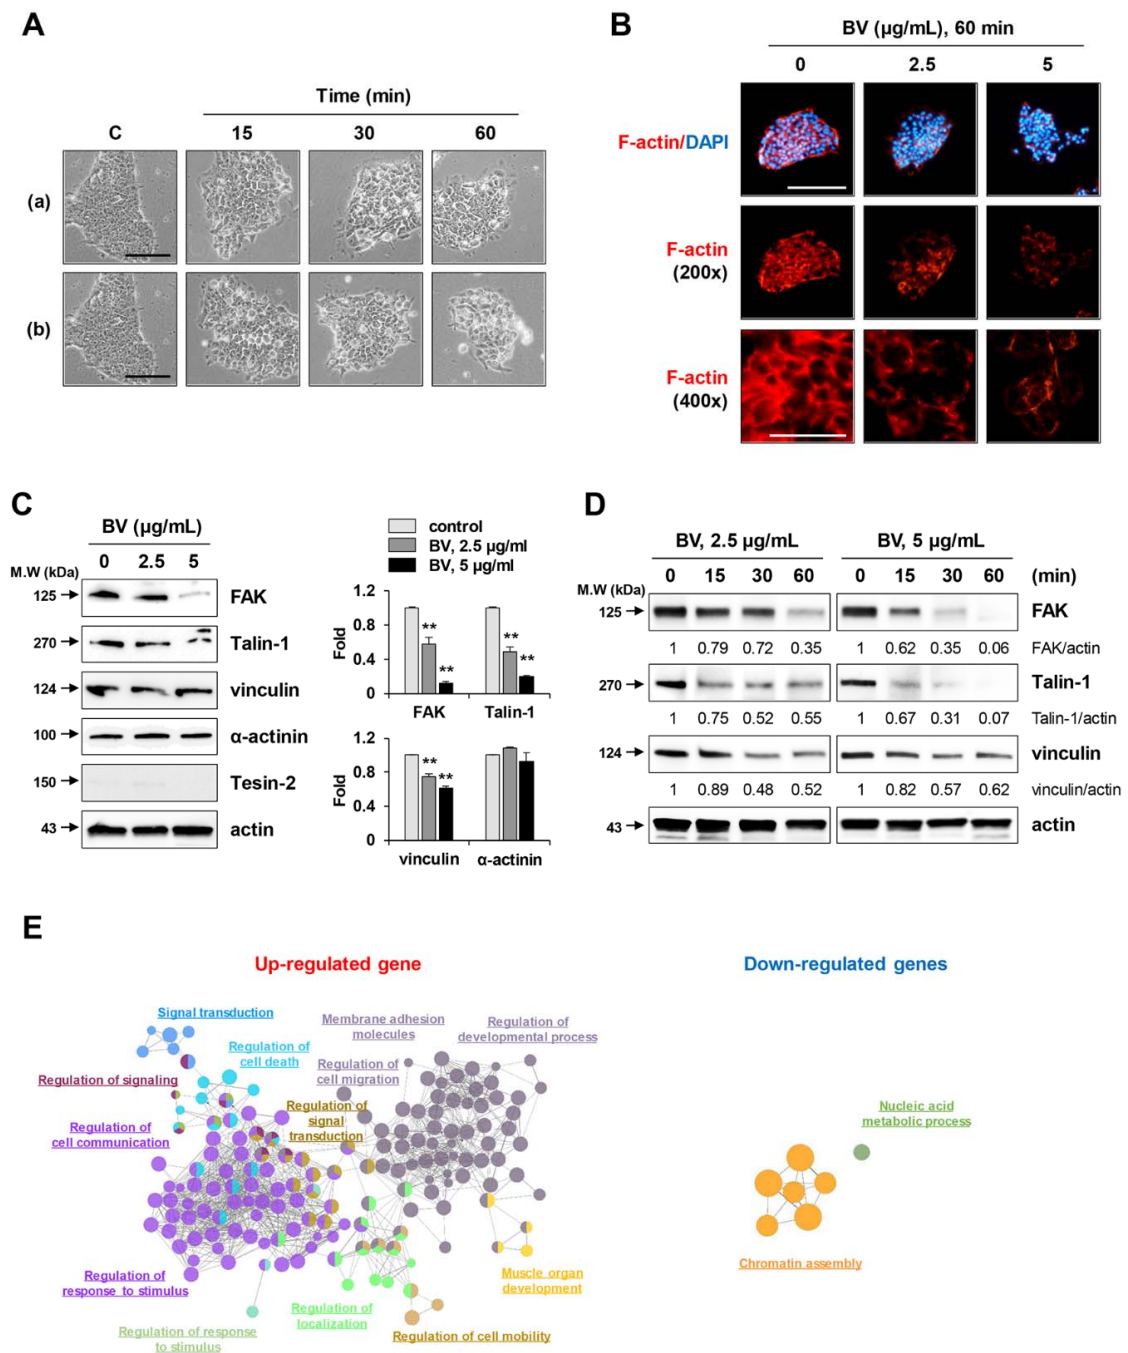 A
Time (min)
C 15 30 60
(a)
(b)
B
BV (µg/mL), 60 min
0 2.5 5
F-actin/DAPI
F-actin
(200x)
F-actin
(400x)
C
BV (µg/mL)
0 2.5 5
M.W (kDa)
125 FAK
270 Talin-1
124 vinculin
100 α-actinin
150 Tesin-2
43 actin
control
BV, 2.5 µg/ml
BV, 5 µg/ml
1.2
0.8
0.4
0
Fold
** ** ** **
FAK Talin-1
1.2
0.8
0.4
0
Fold
** **
vinculin α-actinin
D
BV, 2.5 µg/mL BV, 5 µg/mL
0 15 30 60 0 15 30 60 (min)
M.W (kDa)
125 FAK
1 0.79 0.72 0.35 1 0.62 0.35 0.06 FAK/actin
270 Talin-1
1 0.75 0.52 0.55 1 0.67 0.31 0.07 Talin-1/actin
124 vinculin
1 0.89 0.48 0.52 1 0.82 0.57 0.62 vinculin/actin
43 actin
E
Up-regulated gene
Signal transduction
Membrane adhesion
molecules
Regulation of
developmental process
Regulation of
cell death
Regulation of
cell migration
Regulation of signaling
Regulation of
signal
transduction
Regulation of
cell communication
Regulation of
response to stimulus
Muscle organ
development
Regulation of
localization
Regulation of response
to stimulus
Regulation of cell mobility
Down-regulated genes
Nucleic acid
metabolic process
Chromatin assembly